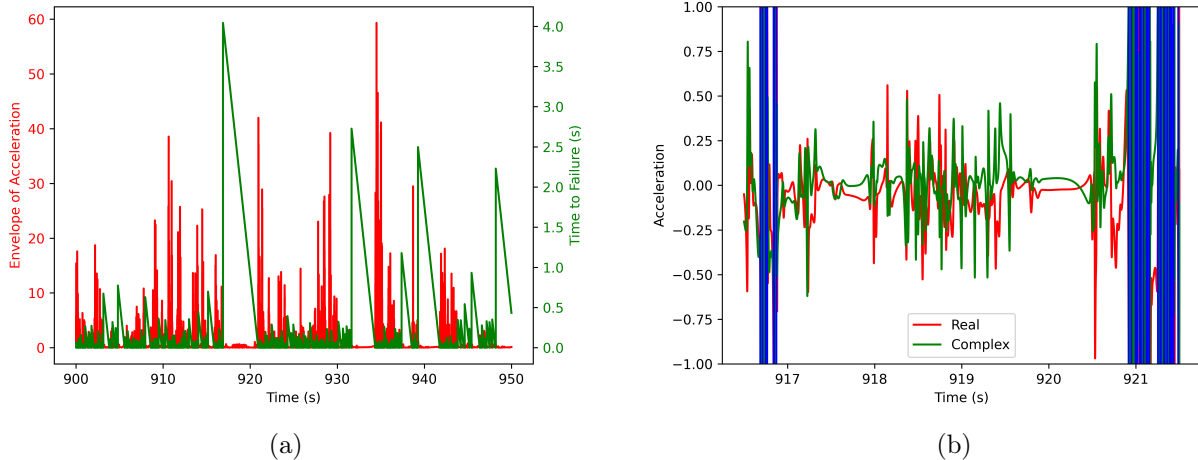 60
50
40
30
20
10
0
Envelope of Acceleration
4.0
3.5
3.0
2.5
2.0
1.5
1.0
0.5
0.0
Time to Failure (s)
900 910 920 930 940 950
Time (s)
(a)
1.00
0.75
0.50
0.25
0.00
−0.25
−0.50
−0.75
−1.00
Acceleration
Real
Complex
917 918 919 920 921
Time (s)
(b)